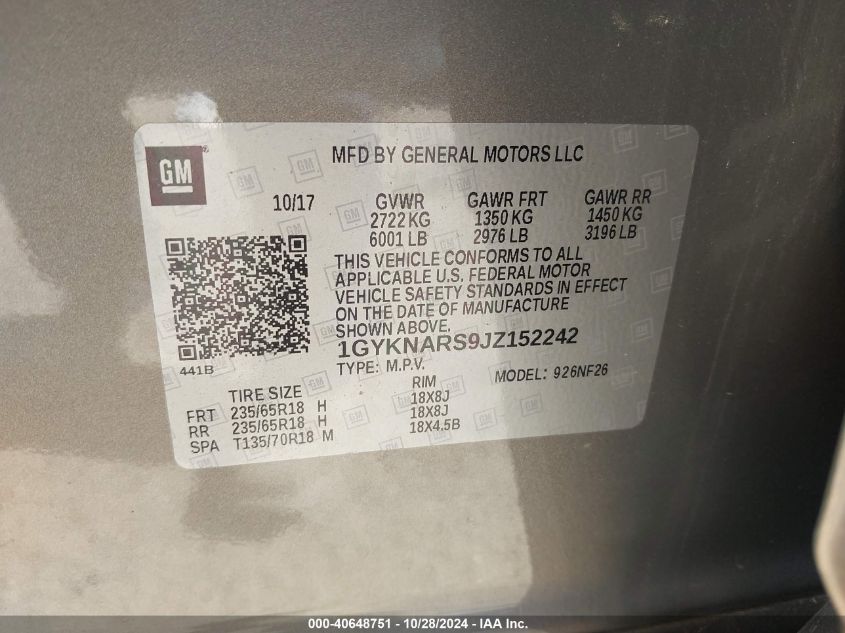 GM
MFD BY GENERAL MOTORS LLC
10/17 GVWR GAWR FRT GAWR RR
2722 KG 1350 KG 1450 KG
6001 LB 2976 LB 3196 LB
THIS VEHICLE CONFORMS TO ALL
APPLICABLE U.S. FEDERAL MOTOR
VEHICLE SAFETY STANDARDS IN EFFECT
ON THE DATE OF MANUFACTURE
SHOWN ABOVE.
1GYKNARS9JZ152242
TYPE: M.P.V. MODEL: 926NF26
441B
TIRE SIZE RIM
FRT 235/65R18 H 18X8J
RR 235/65R18 H 18X8J
SPA T135/70R18 M 18X4.5B
000-40648751 - 10/28/2024 - IAA Inc.